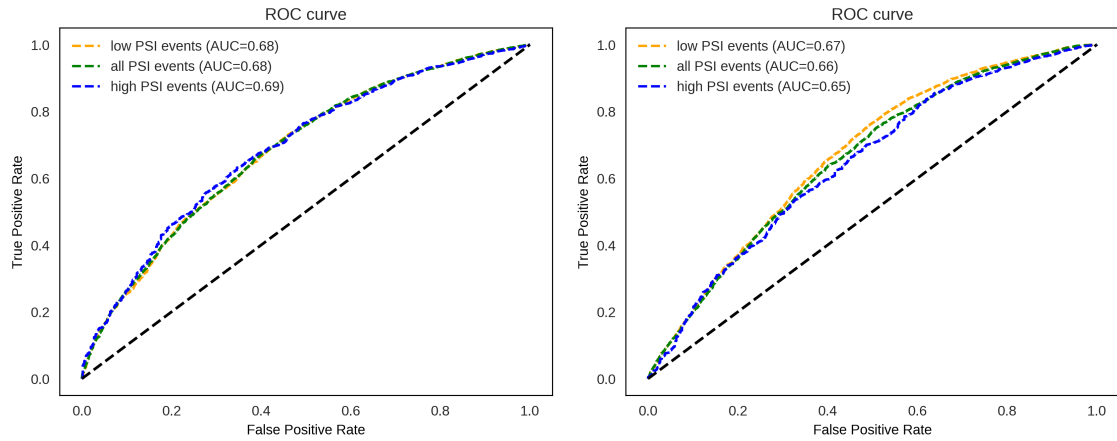 ROC curve
low PSI events (AUC=0.68)
all PSI events (AUC=0.68)
high PSI events (AUC=0.69)
True Positive Rate
1.0
0.8
0.6
0.4
0.2
0.0
0.0 0.2 0.4 0.6 0.8 1.0
False Positive Rate
ROC curve
low PSI events (AUC=0.67)
all PSI events (AUC=0.66)
high PSI events (AUC=0.65)
True Positive Rate
1.0
0.8
0.6
0.4
0.2
0.0
0.0 0.2 0.4 0.6 0.8 1.0
False Positive Rate